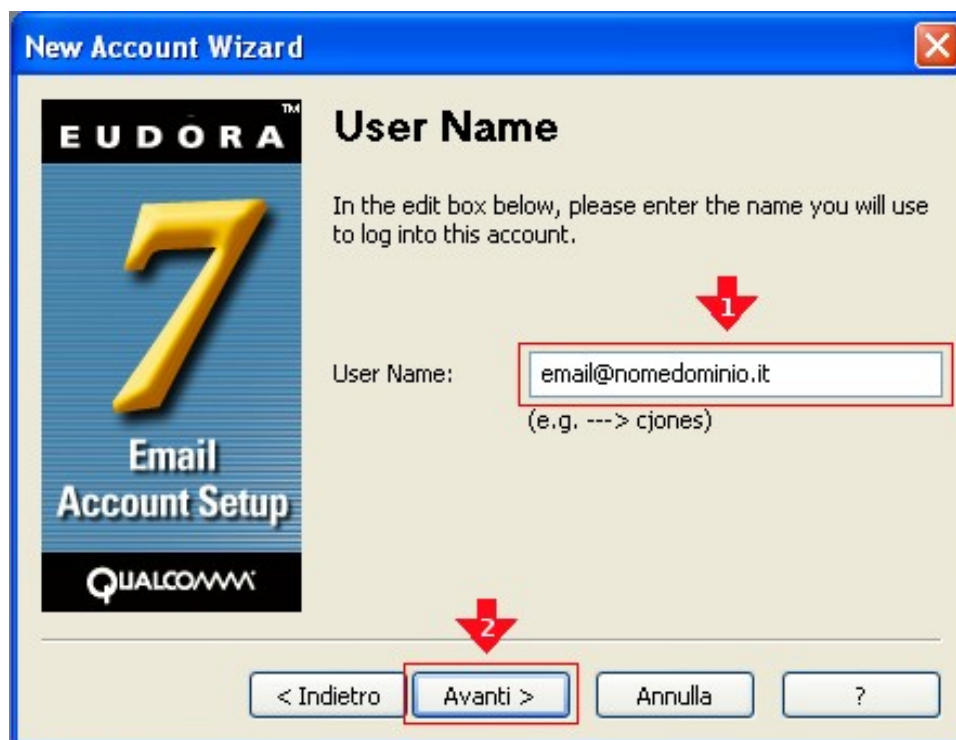 New Account Wizard
EUDORA™
7
Email
Account Setup
QUALCOMM
User Name
In the edit box below, please enter the name you will use
to log into this account.
1
User Name:
email@nomedominio.it
(e.g. ---> cjones)
2
< Indietro
Avanti >
Annulla
?